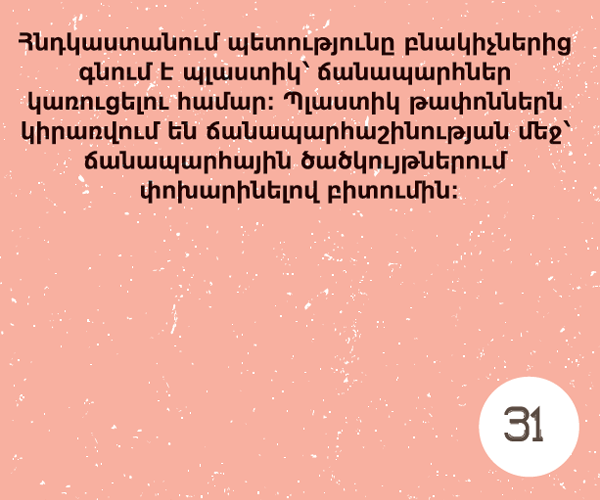 Հնդկաստանում պետությունը բնակիչներից
գնում է պլաստիկ՝ ճանապարհներ
կառուցելու համար: Պլաստիկ թափոններն
կիրառվում են ճանապարհաշինության մեջ՝
ճանապարհային ծածկույթներում
փոխարինելով բիտումին:
31